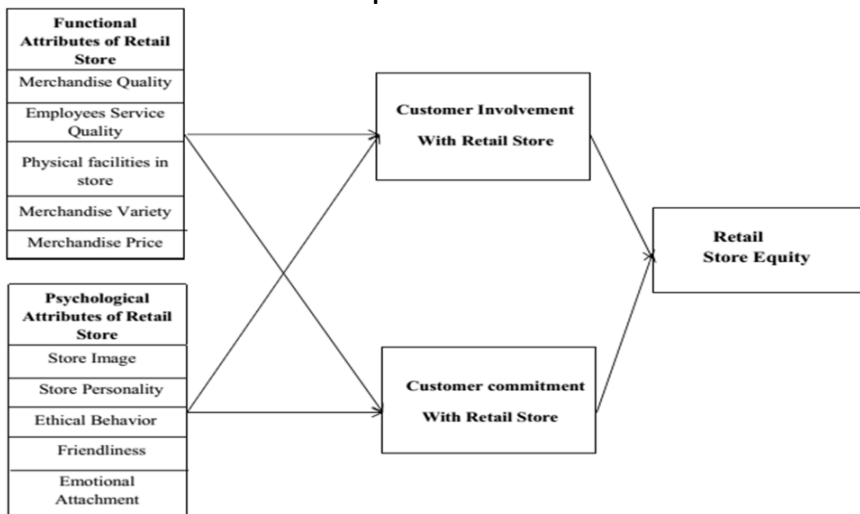 Functional
Attributes of Retail
Store
Merchandise Quality
Employees Service
Quality
Physical facilities in
store
Merchandise Variety
Merchandise Price
Psychological
Attributes of Retail
Store
Store Image
Store Personality
Ethical Behavior
Friendliness
Emotional
Attachment
Customer Involvement
With Retail Store
Customer commitment
With Retail Store
Retail
Store Equity